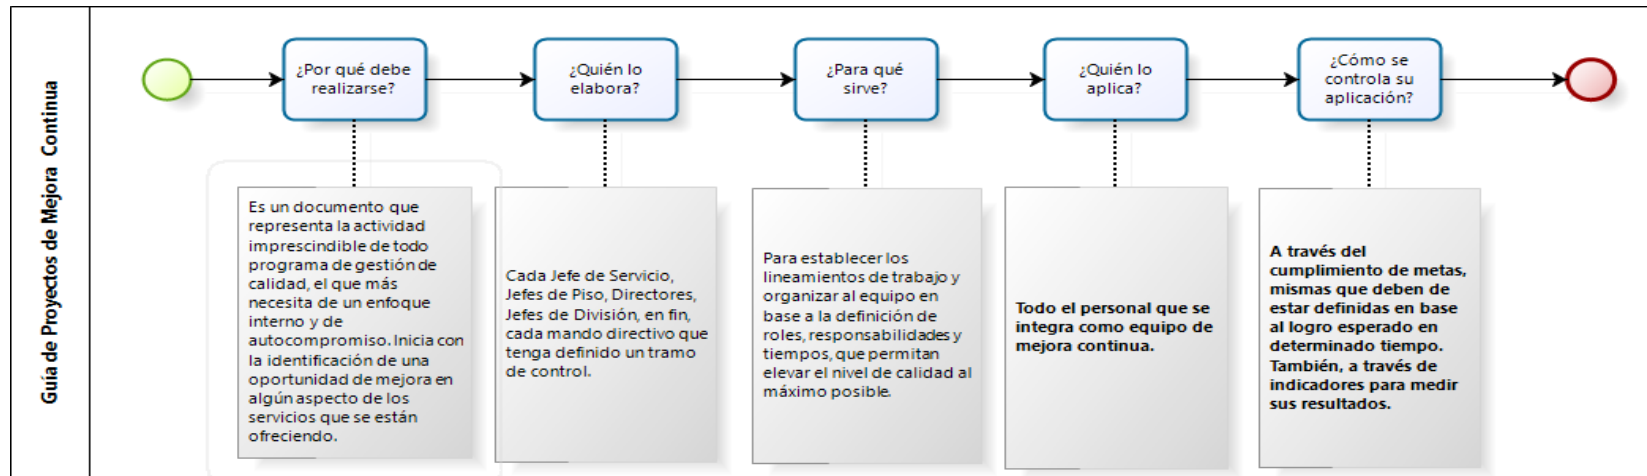 Guía de Proyectos de Mejora Continua
¿Por qué debe
realizarse?
¿Quién lo
elabora?
¿Para qué
sirve?
¿Quién lo
aplica?
¿Cómo se
controla su
aplicación?
Es un documento que
representa la actividad
imprescindible de todo
programa de gestión de
calidad, el que más
necesita de un enfoque
interno y de
autocompromiso. Inicia con
la identificación de una
oportunidad de mejora en
algún aspecto de los
servicios que se están
ofreciendo.
Cada Jefe de Servicio,
Jefes de Piso, Directores,
Jefes de División, en fin,
cada mando directivo que
tenga definido un tramo
de control.
Para establecer los
lineamientos de trabajo y
organizar al equipo en
base a la definición de
roles, responsabilidades y
tiempos, que permitan
elevar el nivel de calidad al
máximo posible.
Todo el personal que se
integra como equipo de
mejora continua.
A través del
cumplimiento de metas,
mismas que deben de
estar definidas en base
al logro esperado en
determinado tiempo.
También, a través de
indicadores para medir
sus resultados.